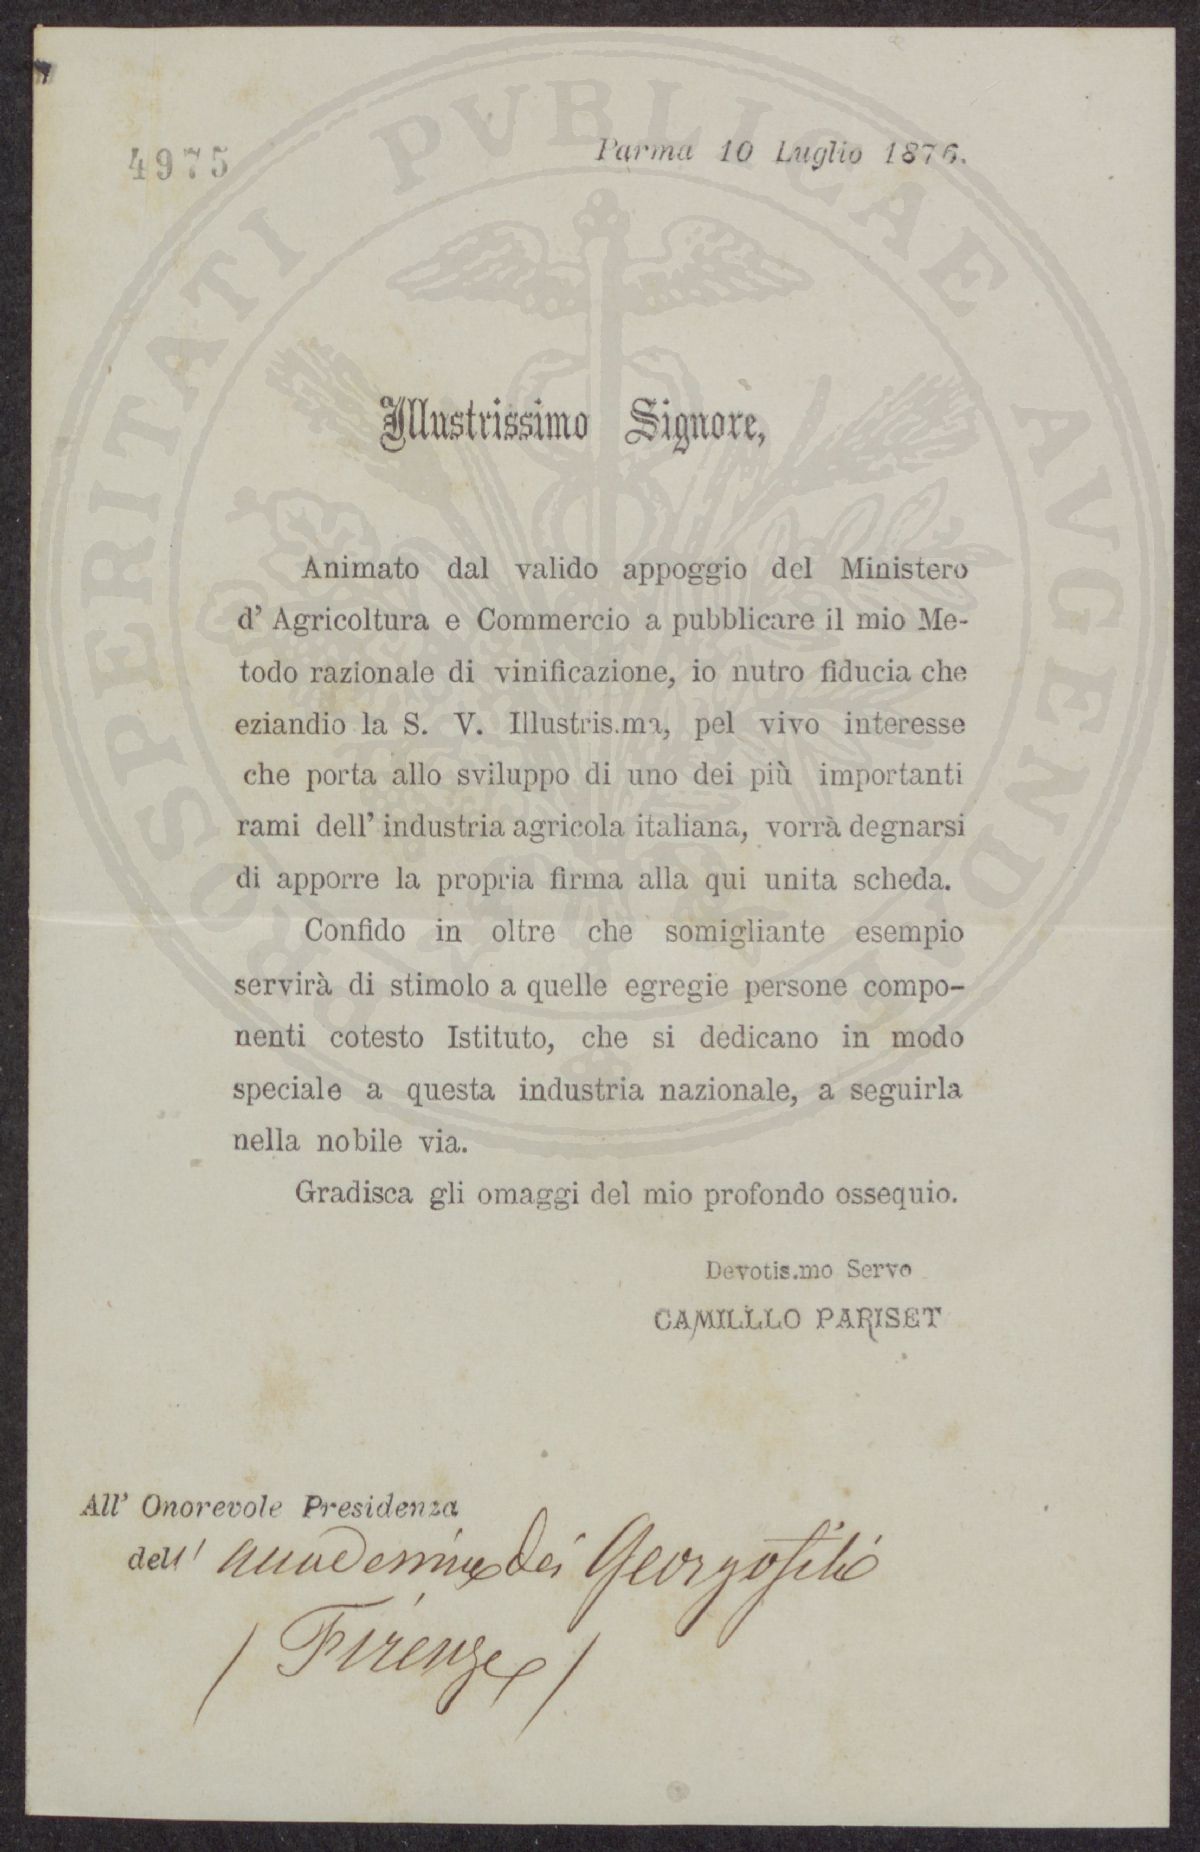 4975
Parma 10 Luglio 1876.
PROSPERITATI PVBLICAE AVGENDAE
Illustrissimo Signore,
Animato dal valido appoggio del Ministero
d' Agricoltura e Commercio a pubblicare il mio Me-
todo razionale di vinificazione, io nutro fiducia che
eziandio la S. V. Illustris.ma, pel vivo interesse
che porta allo sviluppo di uno dei più importanti
rami dell' industria agricola italiana, vorrà degnarsi
di apporre la propria firma alla qui unita scheda.
Confido in oltre che somigliante esempio
servirà di stimolo a quelle egregie persone compo-
nenti cotesto Istituto, che si dedicano in modo
speciale a questa industria nazionale, a seguirla
nella nobile via.
Gradisca gli omaggi del mio profondo ossequio.
Devotis.mo Servo
CAMILLLO PARISET
All' Onorevole Presidenza
dell' accademia dei Georgofili
/ Firenze /